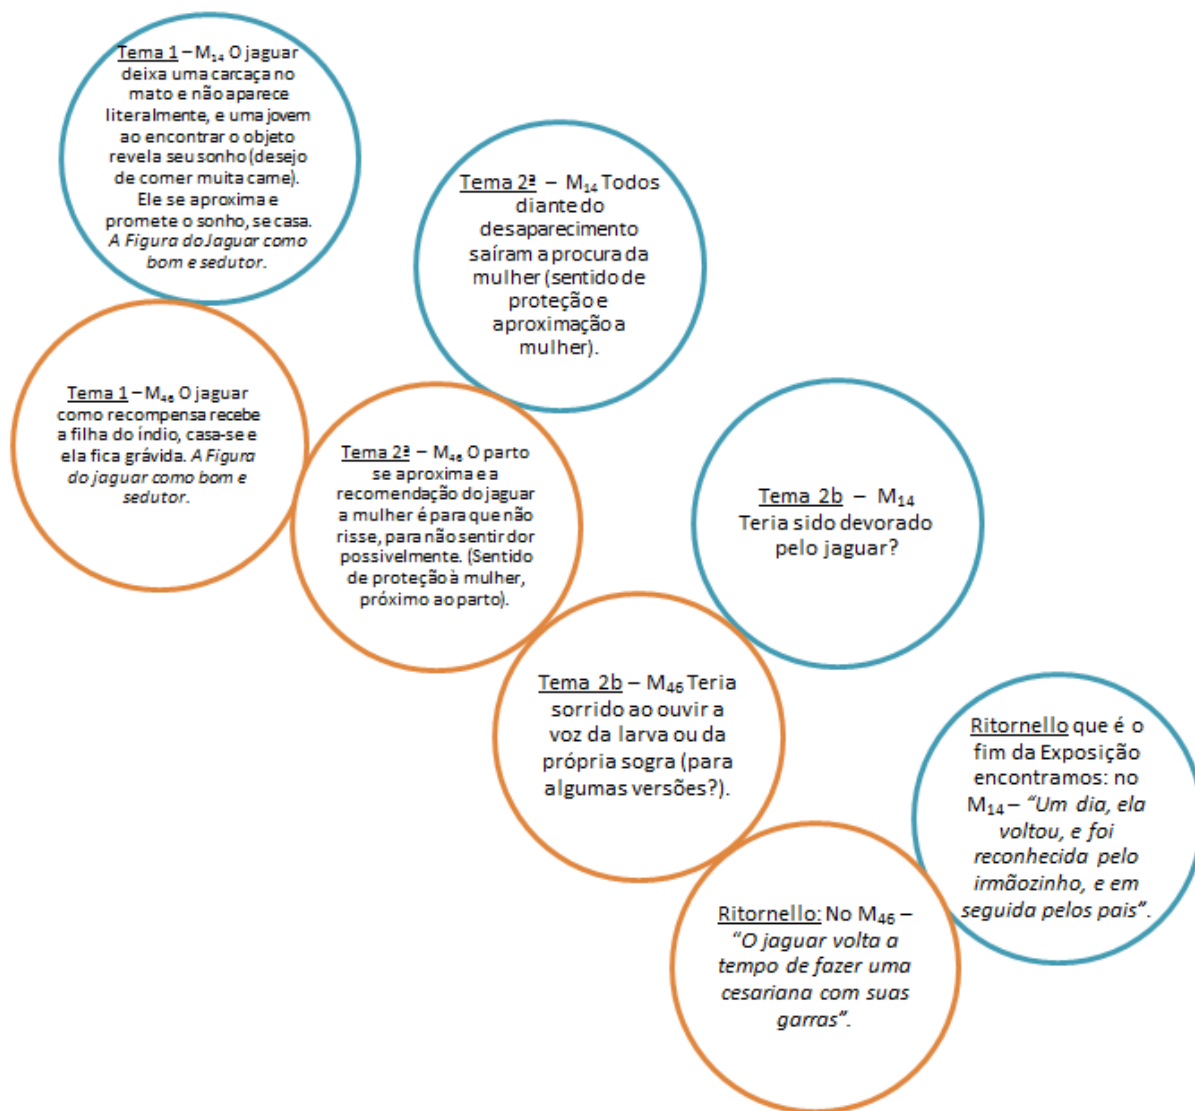 Tema 1 – M₁₄ O jaguar
deixa uma carcaça no
mato e não aparece
literalmente, e uma jovem
ao encontrar o objeto
revela seu sonho (desejo
de comer muita carne).
Ele se aproxima e
promete o sonho, se casa.
A Figura do Jaguar como
bom e sedutor.
Tema 1 – M₄₆ O jaguar
como recompensa recebe
a filha do índio, casa-se e
ela fica grávida. A Figura
do jaguar como bom e
sedutor.
Tema 2ª – M₁₄ Todos
diante do
desaparecimento
saíram a procura da
mulher (sentido de
proteção e
aproximação a
mulher).
Tema 2ª – M₄₆ O parto
se aproxima e a
recomendação do jaguar
a mulher é para que não
risse, para não sentir dor
possivelmente. (Sentido
de proteção à mulher,
próximo ao parto).
Tema 2b – M₁₄
Teria sido devorado
pelo jaguar?
Tema 2b – M₄₆ Teria
sorrido ao ouvir a
voz da larva ou da
própria sogra (para
algumas versões?).
Ritornello que é o
fim da Exposição
encontramos: no
M₁₄ – “Um dia, ela
voltou, e foi
reconhecida pelo
irmãozinho, e em
seguida pelos pais”.
Ritornello: No M₄₆ –
“O jaguar volta a
tempo de fazer uma
cesariana com suas
garras”.